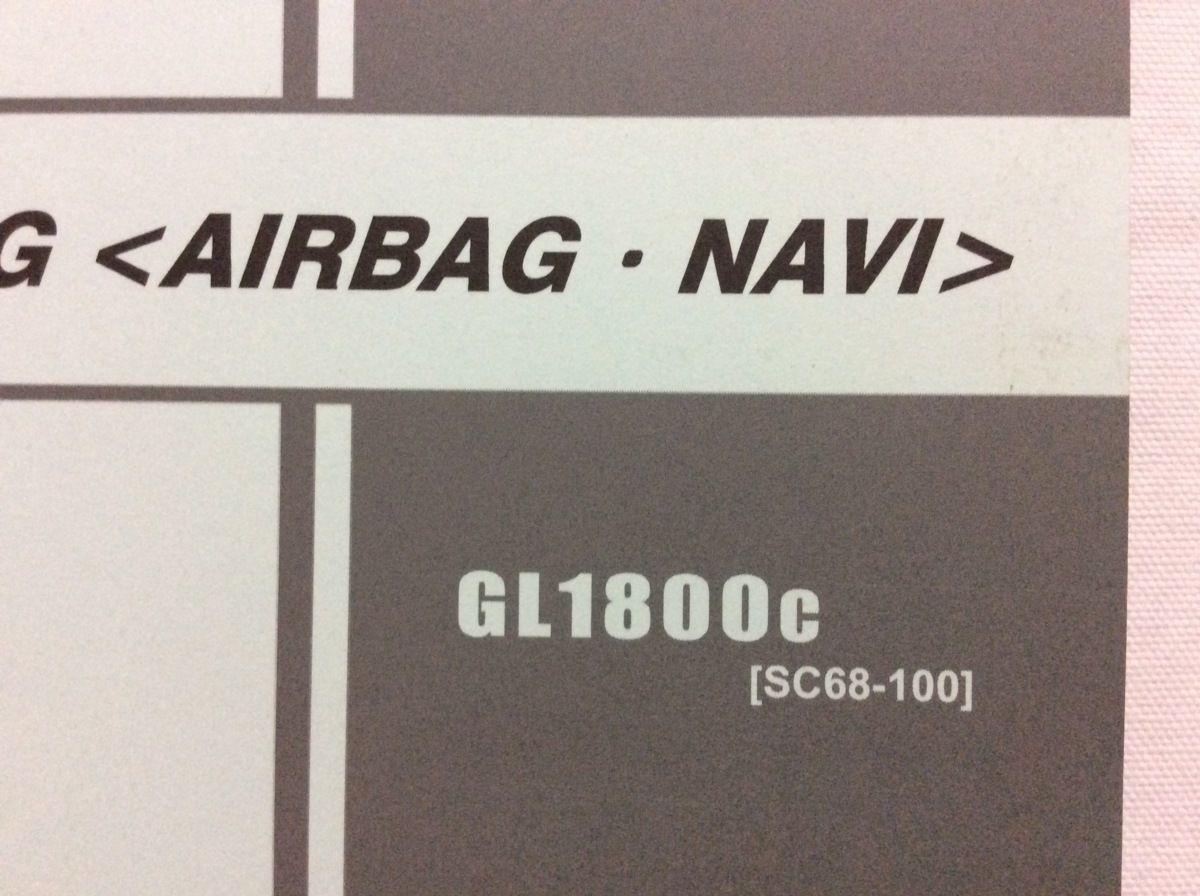 G <AIRBAG · NAVI>
GL1800c
[SC68-100]